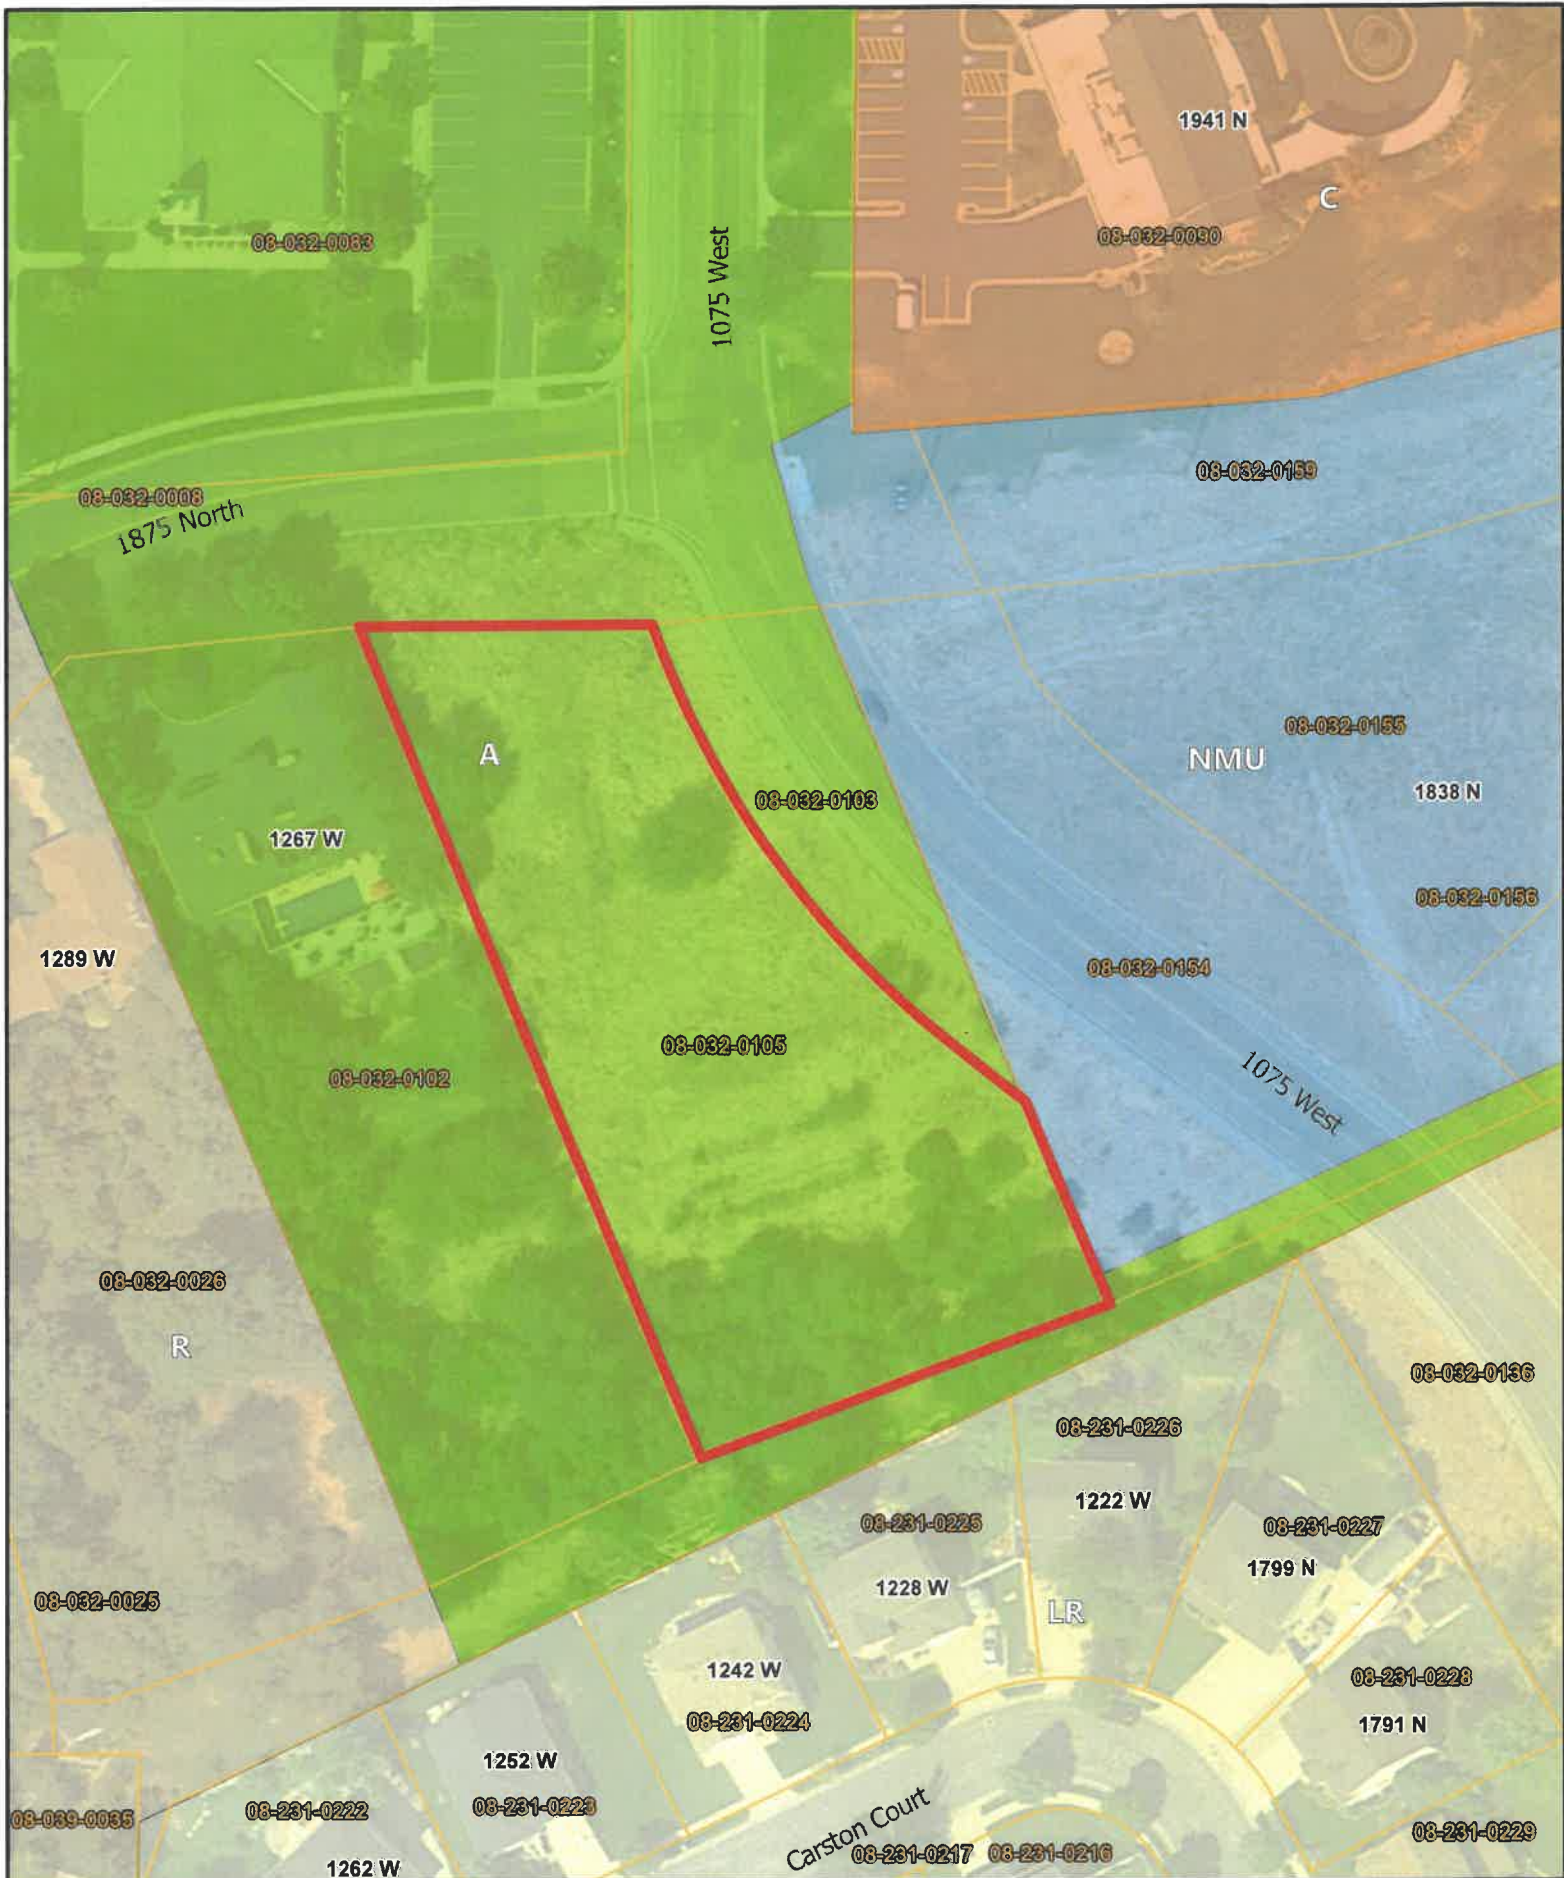 1941 N
C
08-032-0083
08-032-0090
1075 West
08-032-0159
08-032-0008
1875 North
08-032-0155
A
NMU
1838 N
08-032-0103
1267 W
08-032-0156
1289 W
08-032-0154
08-032-0105
08-032-0102
1075 West
08-032-0026
R
08-032-0136
08-231-0226
1222 W
08-231-0225
08-231-0227
1799 N
1228 W
08-032-0025
LR
1242 W
08-231-0228
08-231-0224
1791 N
1252 W
08-231-0223
08-231-0222
08-039-0035
Carston Court
08-231-0217
08-231-0216
08-231-0229
1262 W